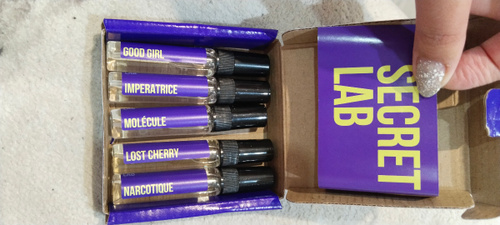 GOOD GIRL
IMPERATRICE
MOLÉCULE
LOST CHERRY
NARCOTIQUE
SECRET
LAB